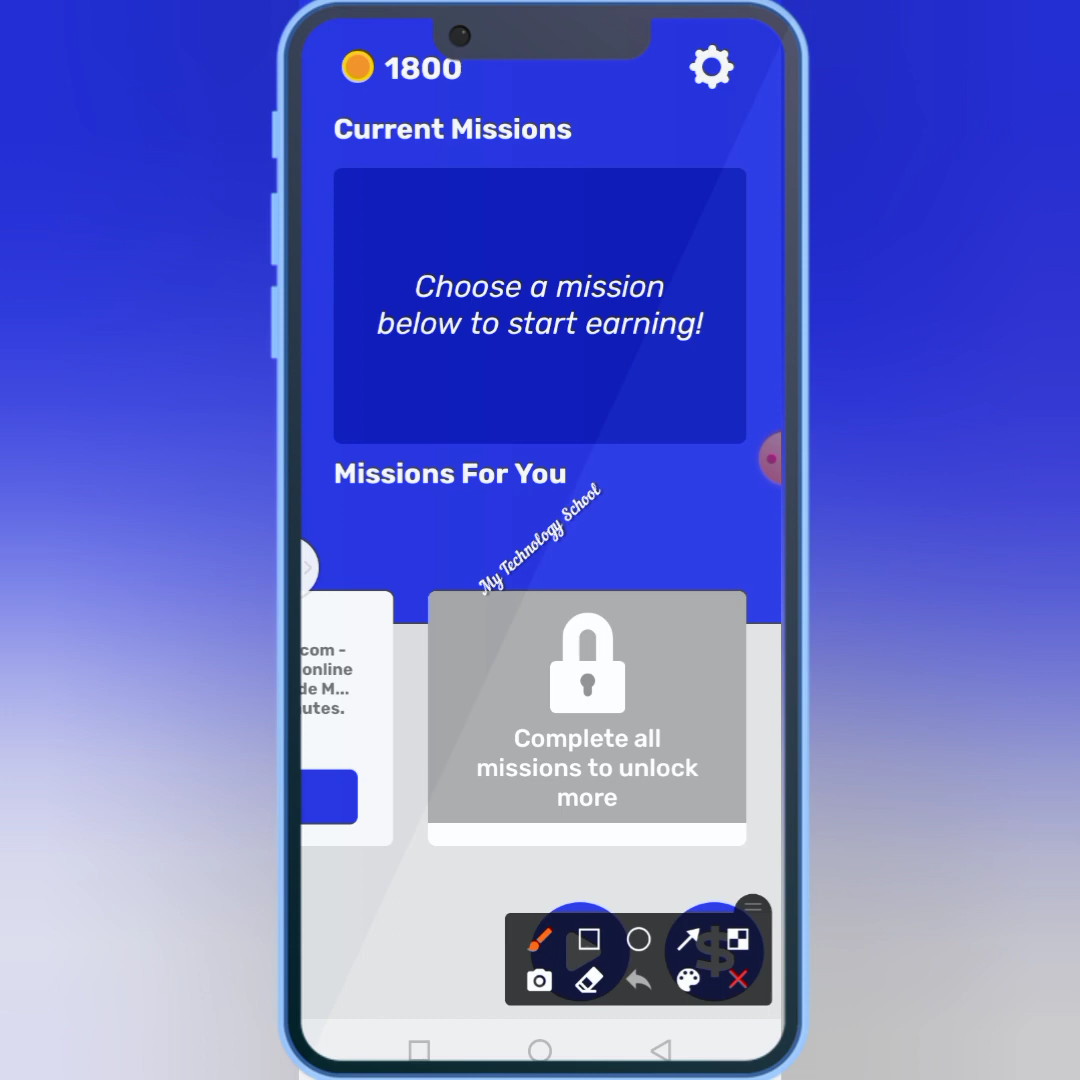 1800
Current Missions
Choose a mission
below to start earning!
Missions For You
My Technology School
com -
online
de M...
utes.
Complete all
missions to unlock
more
$